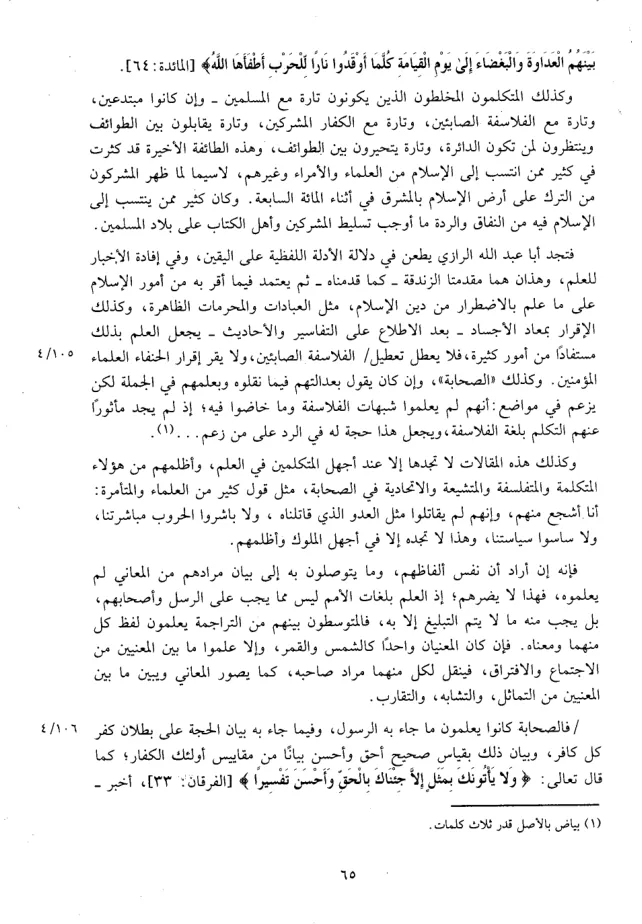 بَيْنَهُمُ الْعَدَاوَةَ وَالْبَغْضَاءَ إِلَىٰ يَوْمِ الْقِيَامَةِ كُلَّمَا أَوْقَدُوا نَارًا لِّلْحَرْبِ أَطْفَأَهَا اللَّهُ﴾ [المائدة:٦٤].
وكذلك المتكلمون المخلطون الذين يكونون تارة مع المسلمين ـ وإن كانوا مبتدعين،
وتارة مع الفلاسفة الصابئين، وتارة مع الكفار المشركين، وتارة يقابلون بين الطوائف
وينتظرون لمن تكون الدائرة، وتارة يتحيرون بين الطوائف، وهذه الطائفة الأخيرة قد كثرت
في كثير ممن انتسب إلى الإسلام من العلماء والأمراء وغيرهم، لاسيما لما ظهر المشركون
من الترك على أرض الإسلام بالمشرق في أثناء المائة السابعة. وكان كثير ممن ينتسب إلى
الإسلام فيه من النفاق والردة ما أوجب تسليط المشركين وأهل الكتاب على بلاد المسلمين.
فتجد أبا عبد الله الرازي يطعن في دلالة الأدلة اللفظية على اليقين، وفي إفادة الأخبار
للعلم، وهذان هما مقدمتا الزندقة ـ كما قدمناه ـ ثم يعتمد فيما أقر به من أمور الإسلام
على ما علم بالاضطرار من دين الإسلام، مثل العبادات والمحرمات الظاهرة، وكذلك
الإقرار بمعاد الأجساد ـ بعد الاطلاع على التفاسير والأحاديث ـ يجعل العلم بذلك
مستفادًا من أمور كثيرة،فلا يعطل تعطيل/ الفلاسفة الصابئين،ولا يقر إقرار الحنفاء العلماء ٤/١٠٥
المؤمنين. وكذلك «الصحابة»، وإن كان يقول بعدالتهم فيما نقلوه وبعلمهم في الجملة لكن
يزعم في مواضع:أنهم لم يعلموا شبهات الفلاسفة وما خاضوا فيه؛ إذ لم يجد مأثورًا
عنهم التكلم بلغة الفلاسفة،ويجعل هذا حجة له في الرد على من زعم...(١).
وكذلك هذه المقالات لا تجدها إلا عند أجهل المتكلمين في العلم، وأظلمهم من هؤلاء
المتكلمة والمتفلسفة والمتشيعة والاتحادية في الصحابة، مثل قول كثير من العلماء والمتأمرة:
أنا أشجع منهم، وإنهم لم يقاتلوا مثل العدو الذي قاتلناه ، ولا باشروا الحروب مباشرتنا،
ولا ساسوا سياستنا، وهذا لا تجده إلا في أجهل الملوك وأظلمهم.
فإنه إن أراد أن نفس ألفاظهم، وما يتوصلون به إلى بيان مرادهم من المعاني لم
يعلموه، فهذا لا يضرهم؛ إذ العلم بلغات الأمم ليس مما يجب على الرسل وأصحابهم،
بل يجب منه ما لا يتم التبليغ إلا به، فالمتوسطون بينهم من التراجمة يعلمون لفظ كل
منهما ومعناه. فإن كان المعنيان واحدًا كالشمس والقمر، وإلا علموا ما بين المعنيين من
الاجتماع والافتراق، فينقل لكل منهما مراد صاحبه، كما يصور المعاني ويبين ما بين
المعنيين من التماثل، والتشابه، والتقارب.
/ فالصحابة كانوا يعلمون ما جاء به الرسول، وفيما جاء به بيان الحجة على بطلان كفر ٤/١٠٦
كل كافر، وبيان ذلك بقياس صحيح أحق وأحسن بيانًا من مقاييس أولئك الكفار؛ كما
قال تعالى: ﴿ وَلا يَأْتُونَكَ بِمَثَلٍ إِلاَّ جِئْنَاكَ بِالْحَقِّ وَأَحْسَنَ تَفْسِيرًا ﴾ [الفرقان: ٣٣]، أخبر ـ
(١) بياض بالأصل قدر ثلاث كلمات.
٦٥